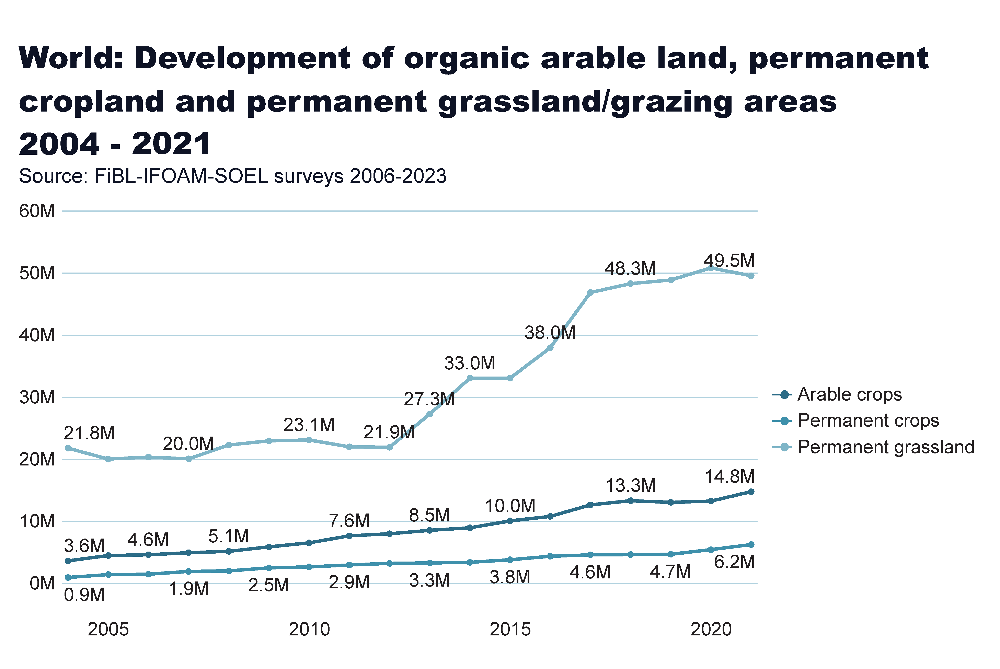 World: Development of organic arable land, permanent
cropland and permanent grassland/grazing areas
2004 - 2021
Source: FiBL-IFOAM-SOEL surveys 2006-2023
60M
50M
40M
30M
20M
10M
0M
21.8M
20.0M
23.1M
21.9M
27.3M
33.0M
38.0M
48.3M
49.5M
3.6M
4.6M
5.1M
7.6M
8.5M
10.0M
13.3M
14.8M
0.9M
1.9M
2.5M
2.9M
3.3M
3.8M
4.6M
4.7M
6.2M
2005
2010
2015
2020
Arable crops
Permanent crops
Permanent grassland